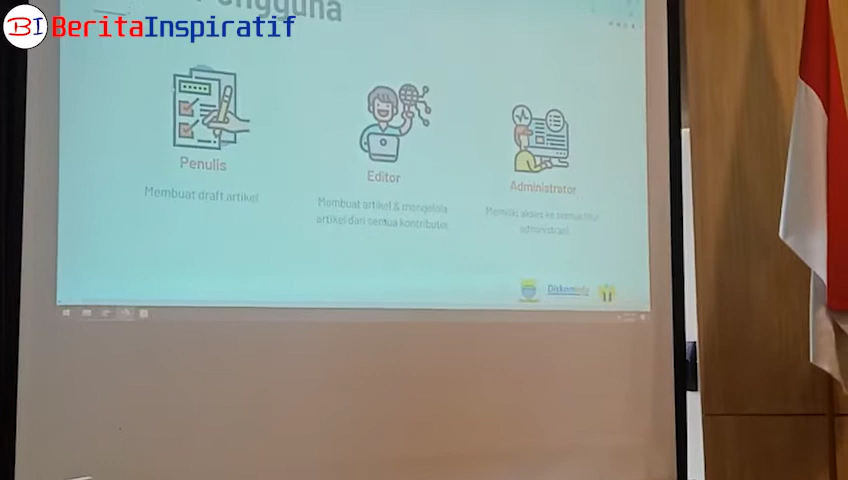 BI BeritaInspiratif
Pengguna
Penulis
Membuat draft artikel
Editor
Membuat artikel & mengelola
artikel dari semua kontributor
Administrator
Memiliki akses ke semua fitur
administrasi
Diskominfo